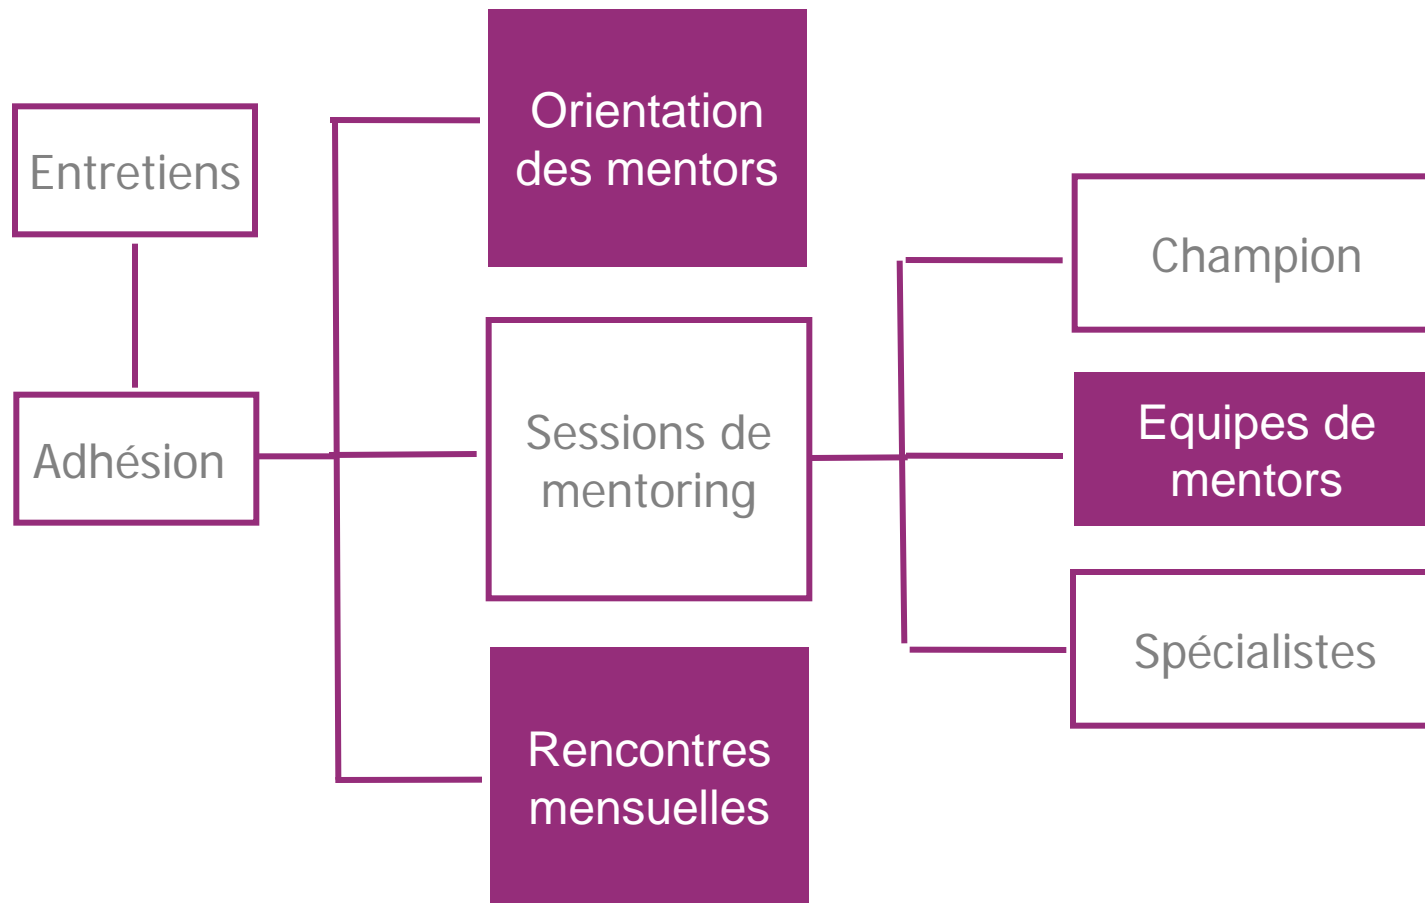 Entretiens
Adhésion
Orientation
des mentors
Sessions de
mentoring
Rencontres
mensuelles
Champion
Equipes de
mentors
Spécialistes